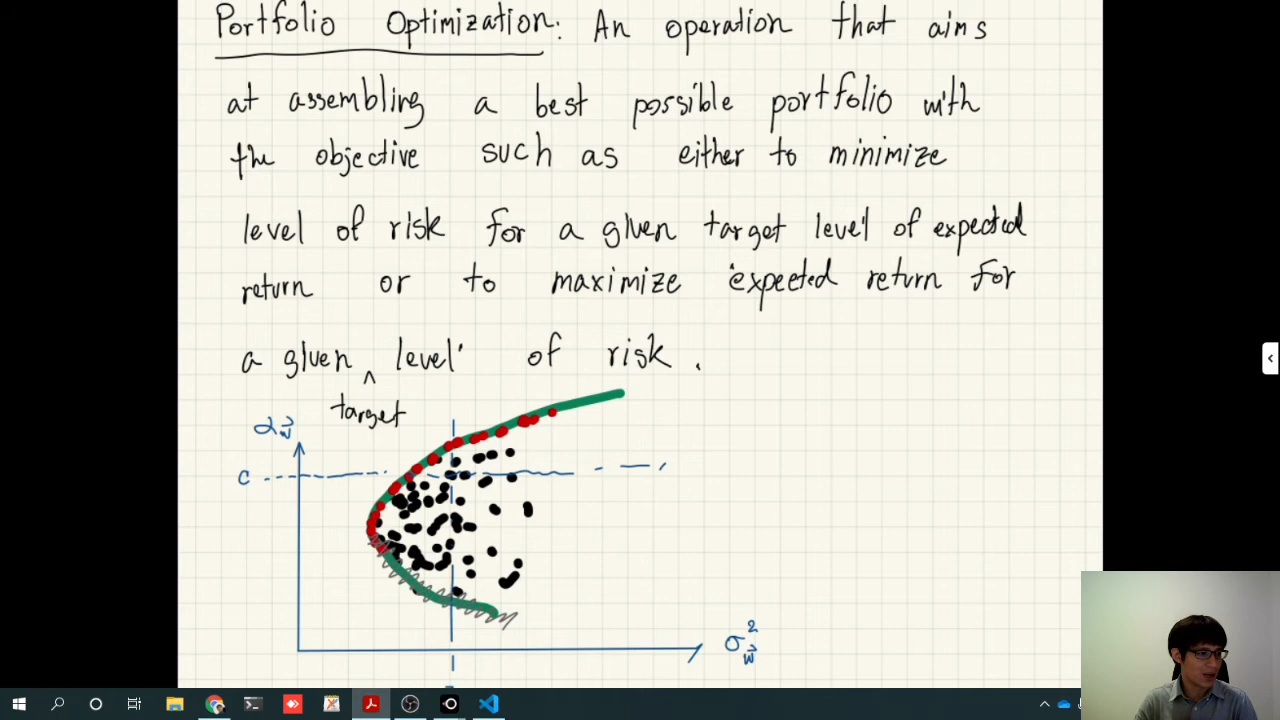 Portfolio Optimization: An operation that aims
at assembling a best possible portfolio with
the objective such as either to minimize
level of risk for a given target level of expected
return or to maximize expected return for
a given ^ level of risk.
target
α w⃗
c
σ² w⃗